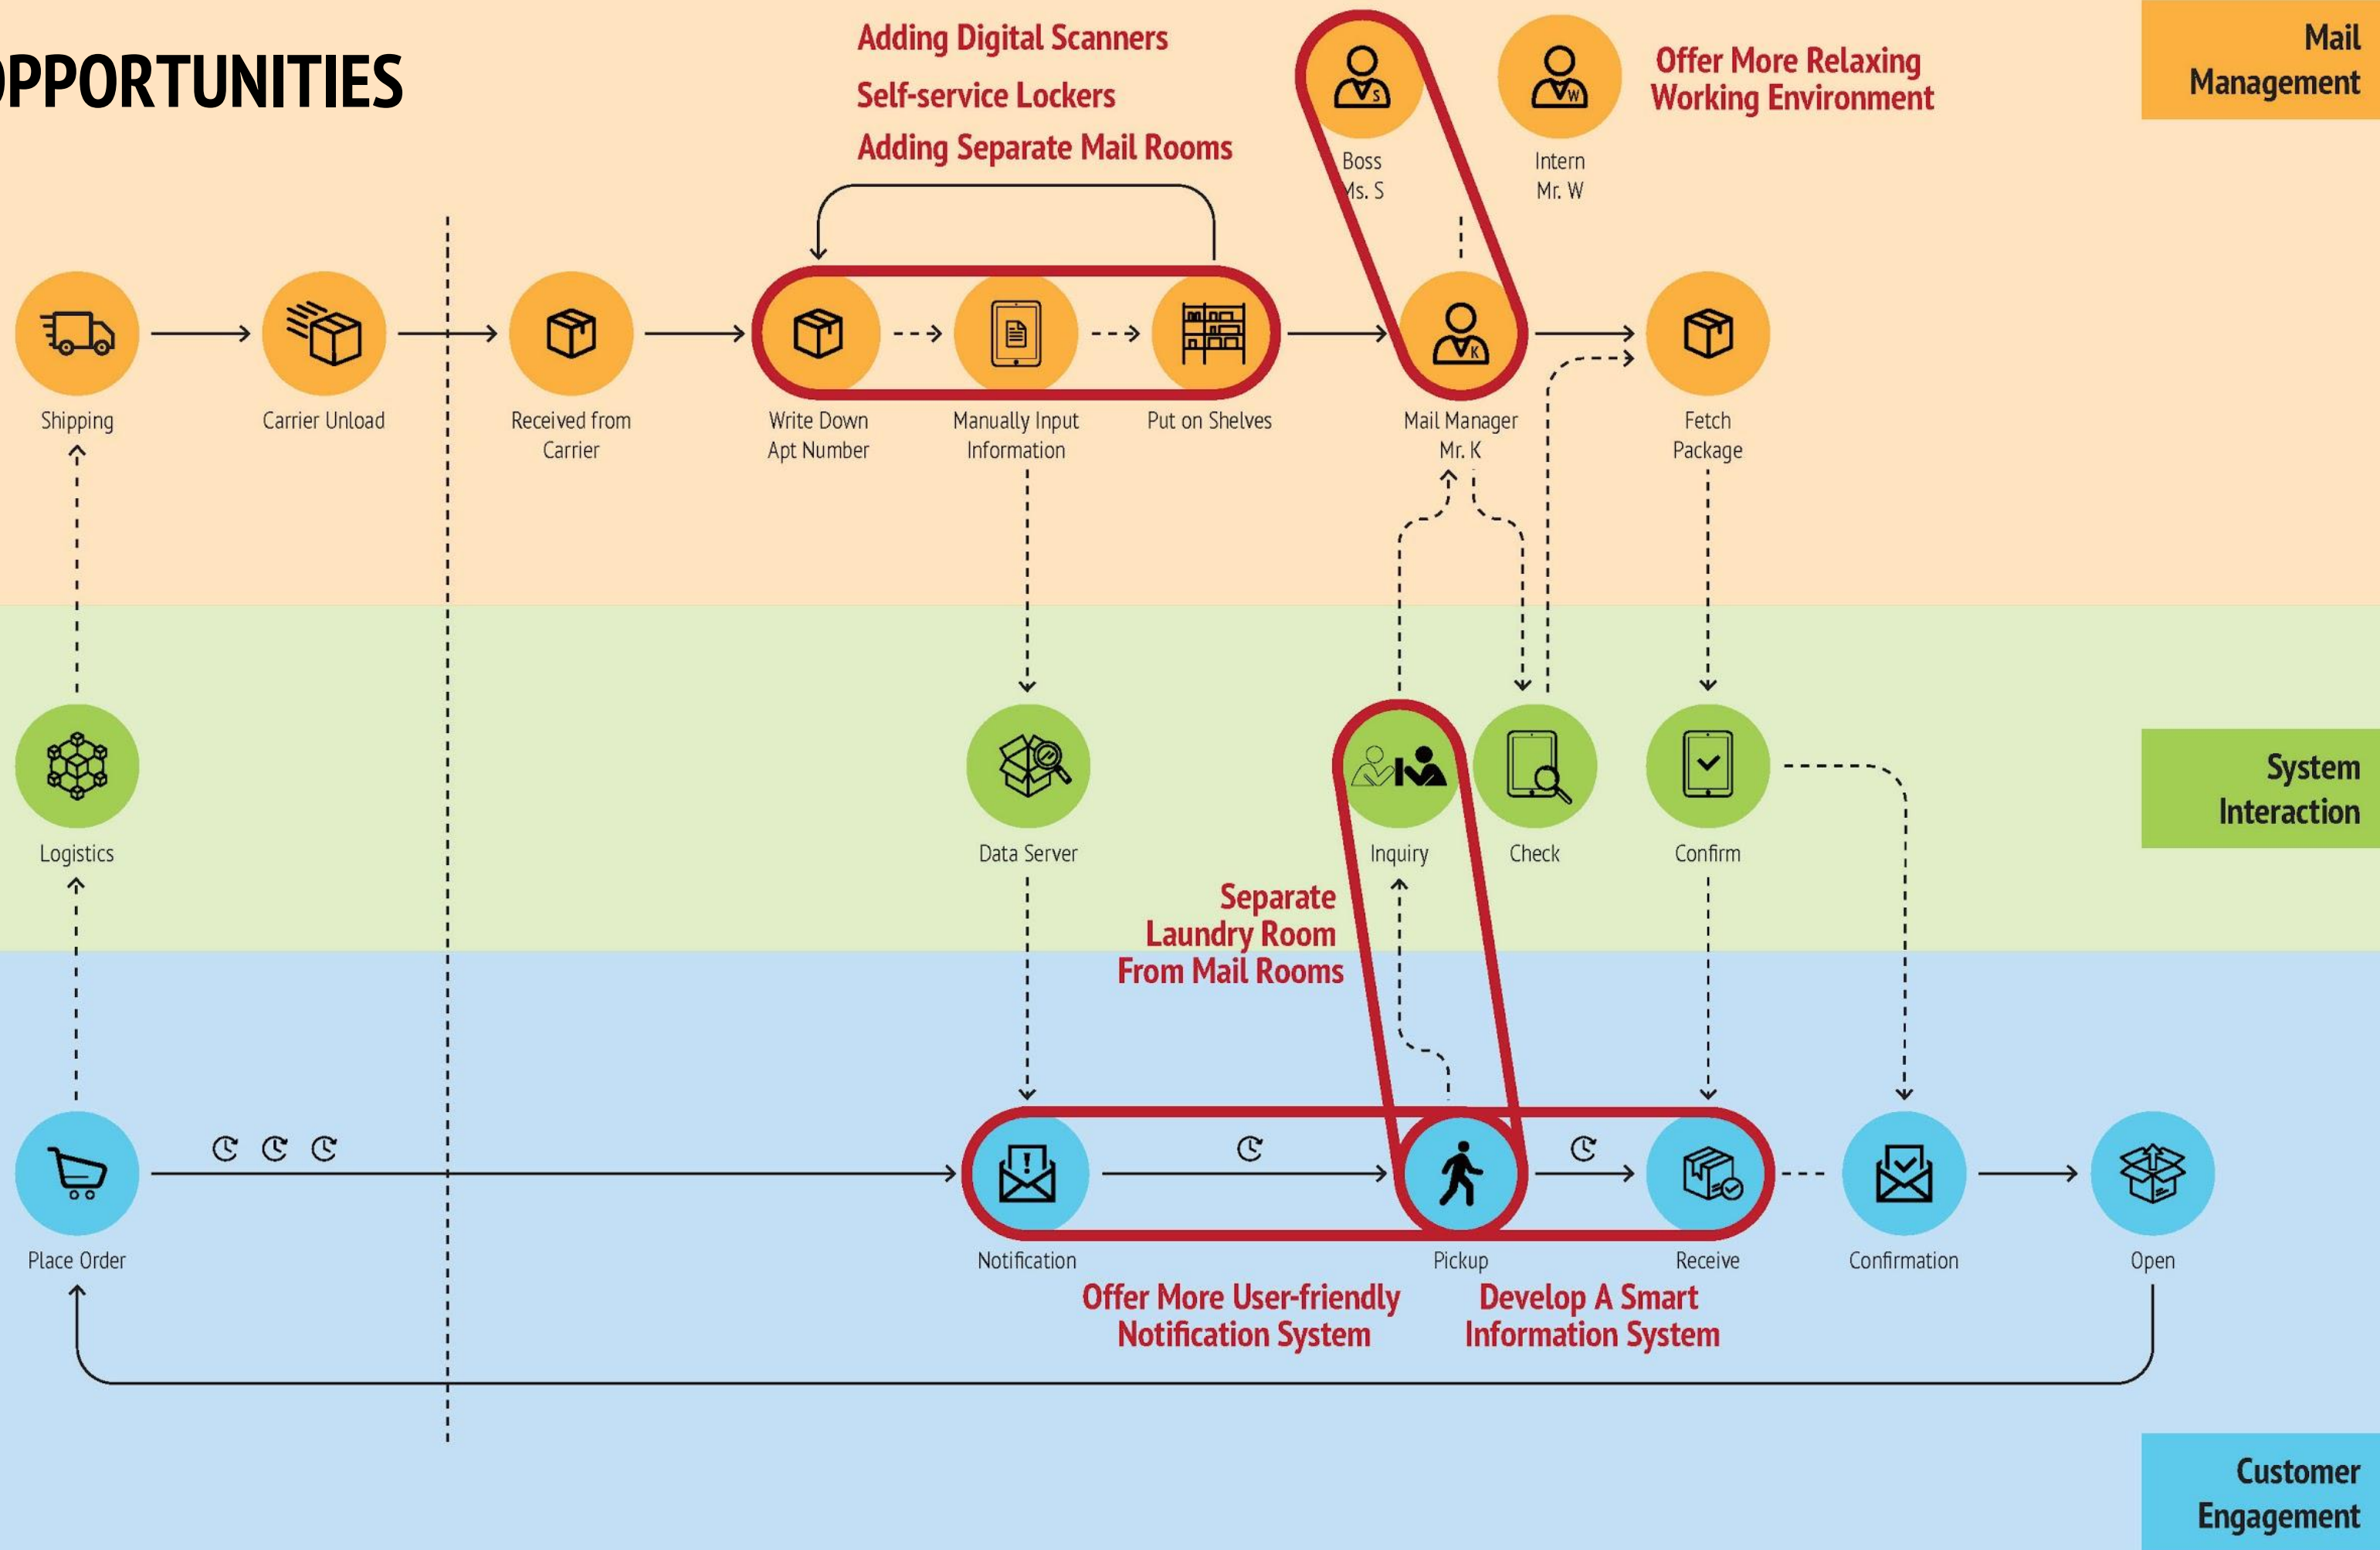 OPPORTUNITIES
Adding Digital Scanners
Self-service Lockers
Adding Separate Mail Rooms
S
Boss
Ms. S
W
Intern
Mr. W
Offer More Relaxing
Working Environment
Mail
Management
Shipping
Carrier Unload
Received from
Carrier
Write Down
Apt Number
Manually Input
Information
Put on Shelves
K
Mail Manager
Mr. K
Fetch
Package
Logistics
Data Server
Inquiry
Check
Confirm
System
Interaction
Separate
Laundry Room
From Mail Rooms
Place Order
Notification
Pickup
Receive
Confirmation
Open
Offer More User-friendly
Notification System
Develop A Smart
Information System
Customer
Engagement